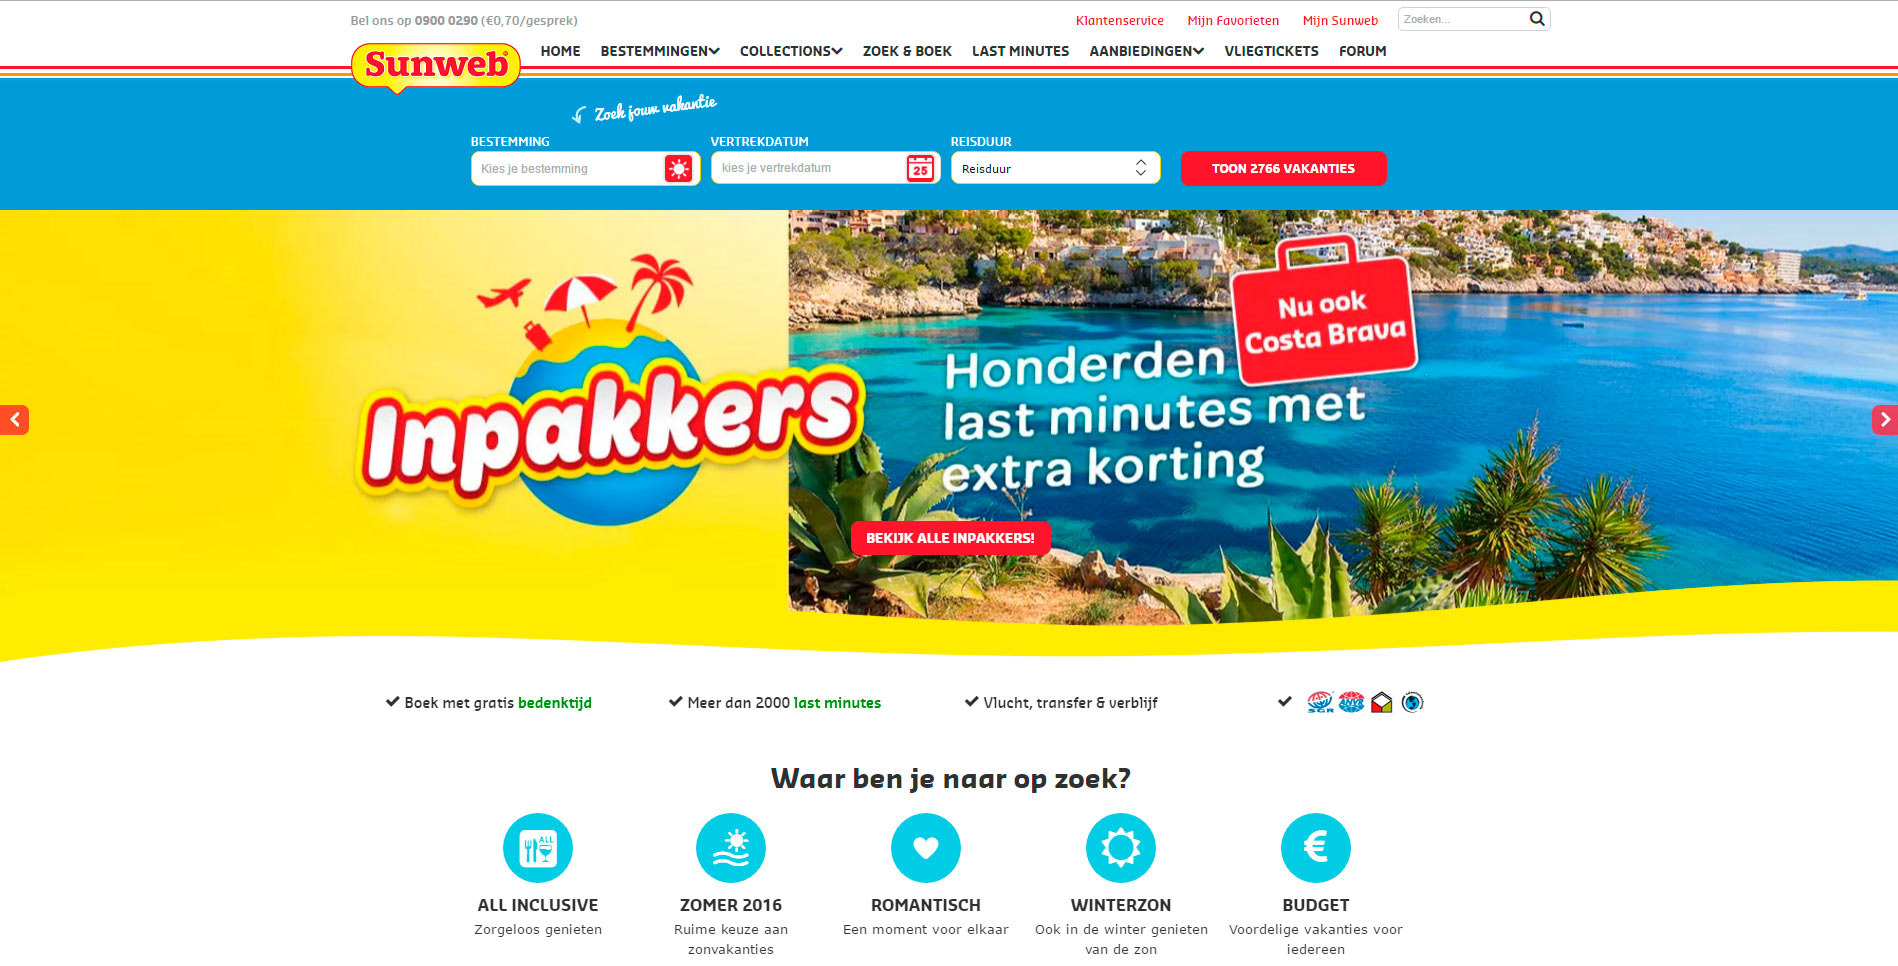 Bel ons op 0900 0290 (€0,70/gesprek)
Klantenservice Mijn Favorieten Mijn Sunweb Zoeken...
Sunweb
HOME BESTEMMINGEN COLLECTIONS ZOEK & BOEK LAST MINUTES AANBIEDINGEN VLIEGTICKETS FORUM
Zoek jouw vakantie
BESTEMMING VERTREKDATUM REISDUUR
Kies je bestemming kies je vertrekdatum 25 Reisduur TOON 2766 VAKANTIES
Inpakkers
Nu ook
Costa Brava
Honderden
last minutes met
extra korting
BEKIJK ALLE INPAKKERS!
Boek met gratis bedenktijd Meer dan 2000 last minutes Vlucht, transfer & verblijf SGR ANVR
Waar ben je naar op zoek?
ALL
ALL INCLUSIVE ZOMER 2016 ROMANTISCH WINTERZON BUDGET
Zorgeloos genieten Ruime keuze aan Een moment voor elkaar Ook in de winter genieten Voordelige vakanties voor
zonvakanties van de zon iedereen